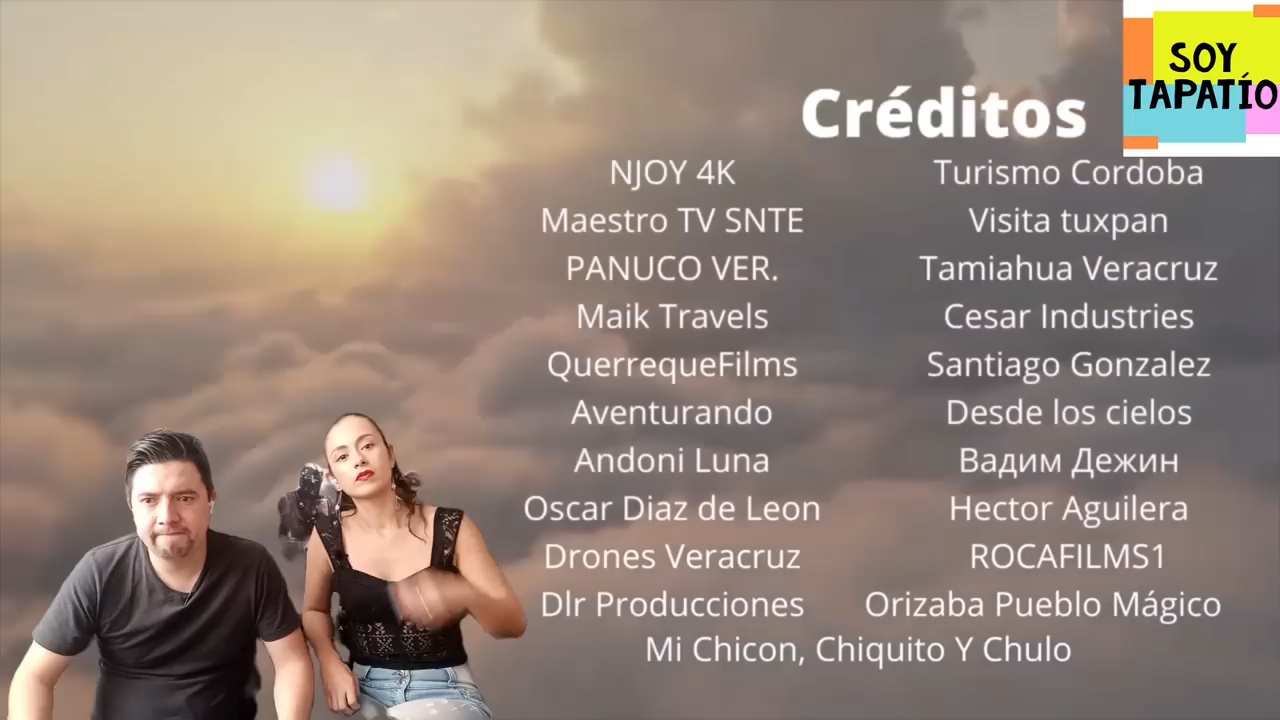 SOY
TAPATÍO
Créditos
NJOY 4K
Maestro TV SNTE
PANUCO VER.
Maik Travels
QuerrequeFilms
Aventurando
Andoni Luna
Oscar Diaz de Leon
Drones Veracruz
Dlr Producciones
Turismo Cordoba
Visita tuxpan
Tamiahua Veracruz
Cesar Industries
Santiago Gonzalez
Desde los cielos
Вадим Дежин
Hector Aguilera
ROCAFILMS1
Orizaba Pueblo Mágico
Mi Chicon, Chiquito Y Chulo